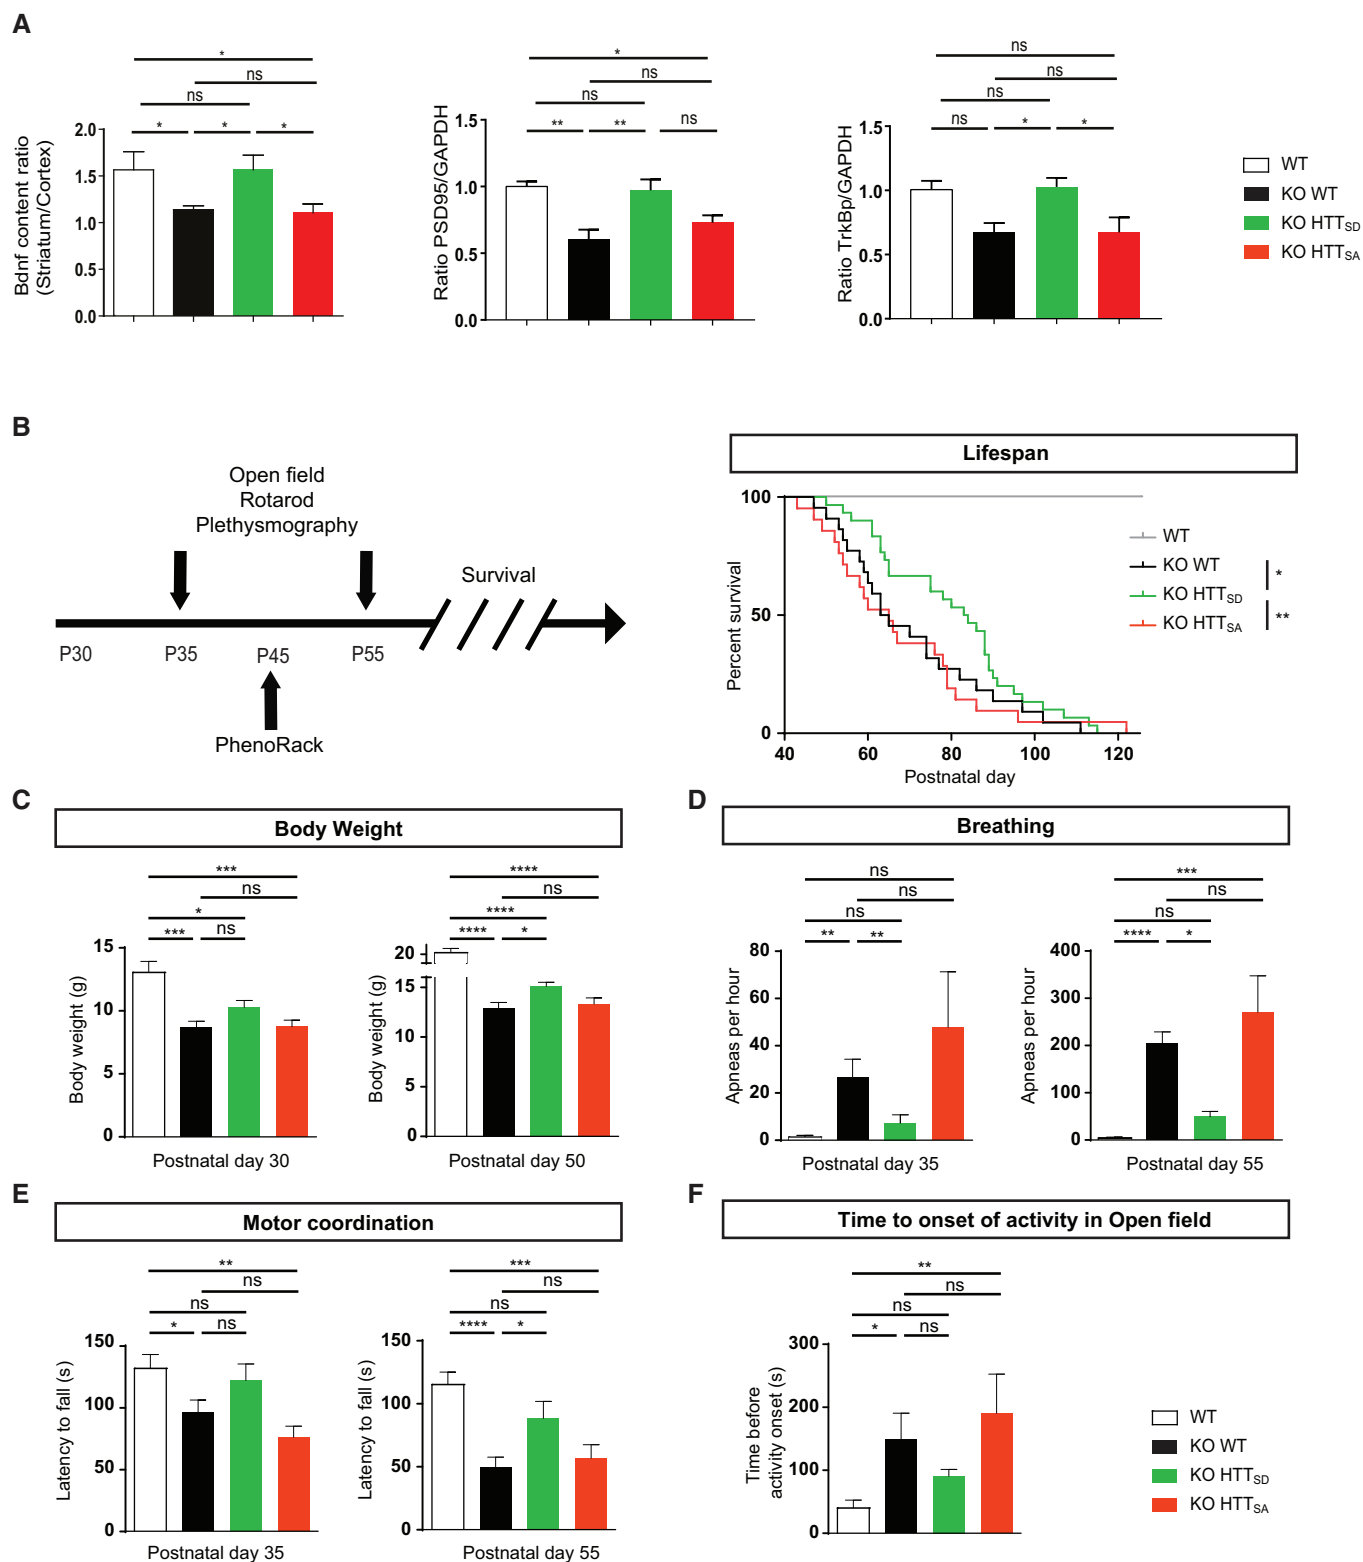 A
*
ns
ns
*
*
*
2.0
1.5
1.0
0.5
0.0
Bdnf content ratio
(Striatum/Cortex)
*
ns
ns
**
**
ns
1.5
1.0
0.5
0.0
Ratio PSD95/GAPDH
ns
ns
ns
ns
*
*
1.5
1.0
0.5
0.0
Ratio TrkBp/GAPDH
WT
KO WT
KO HTTSD
KO HTTSA
B
Open field
Rotarod
Plethysmography
Survival
P30
P35
P45
P55
PhenoRack
Lifespan
100
50
0
Percent survival
40
60
80
100
120
Postnatal day
WT
KO WT
KO HTTSD
KO HTTSA
*
**
C
Body Weight
***
ns
*
***
ns
15
10
5
0
Body weight (g)
Postnatal day 30
****
ns
****
****
*
20
15
10
5
0
Body weight (g)
Postnatal day 50
D
Breathing
ns
ns
ns
**
**
80
60
40
20
0
Apneas per hour
Postnatal day 35
***
ns
ns
****
*
400
300
200
100
0
Apneas per hour
Postnatal day 55
E
Motor coordination
**
ns
ns
*
ns
150
100
50
0
Latency to fall (s)
Postnatal day 35
***
ns
ns
****
*
150
100
50
0
Latency to fall (s)
Postnatal day 55
F
Time to onset of activity in Open field
**
ns
ns
*
ns
300
200
100
0
Time before
activity onset (s)
WT
KO WT
KO HTTSD
KO HTTSA